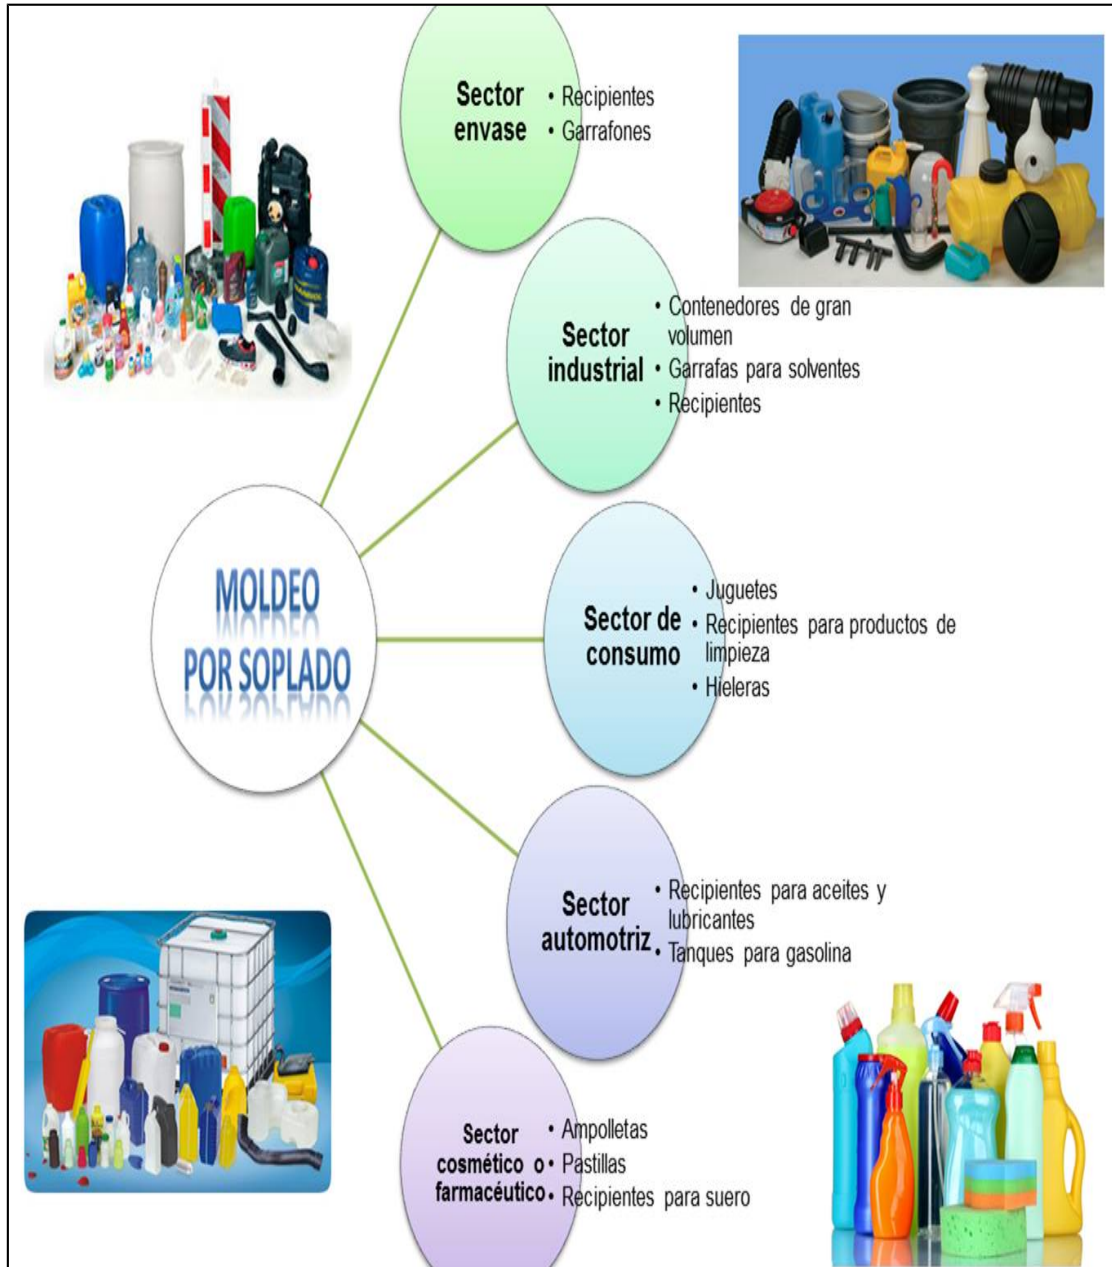 Sector
envase
• Recipientes
• Garrafones
Sector
industrial
• Contenedores de gran
volumen
• Garrafas para solventes
• Recipientes
MOLDEO
POR SOPLADO
Sector de
consumo
• Juguetes
• Recipientes para productos de
limpieza
• Hieleras
Sector
automotriz
• Recipientes para aceites y
lubricantes
• Tanques para gasolina
Sector
cosmético o
farmacéutico
• Ampolletas
• Pastillas
• Recipientes para suero